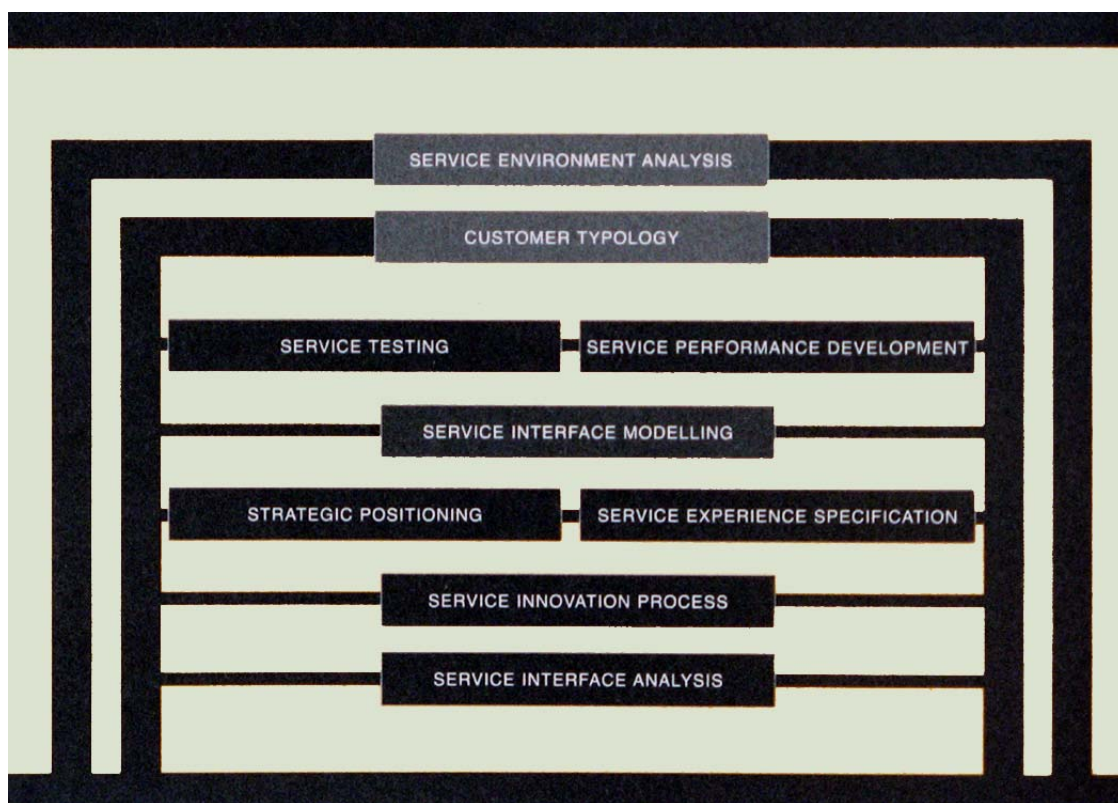 SERVICE ENVIRONMENT ANALYSIS
CUSTOMER TYPOLOGY
SERVICE TESTING
SERVICE PERFORMANCE DEVELOPMENT
SERVICE INTERFACE MODELLING
STRATEGIC POSITIONING
SERVICE EXPERIENCE SPECIFICATION
SERVICE INNOVATION PROCESS
SERVICE INTERFACE ANALYSIS